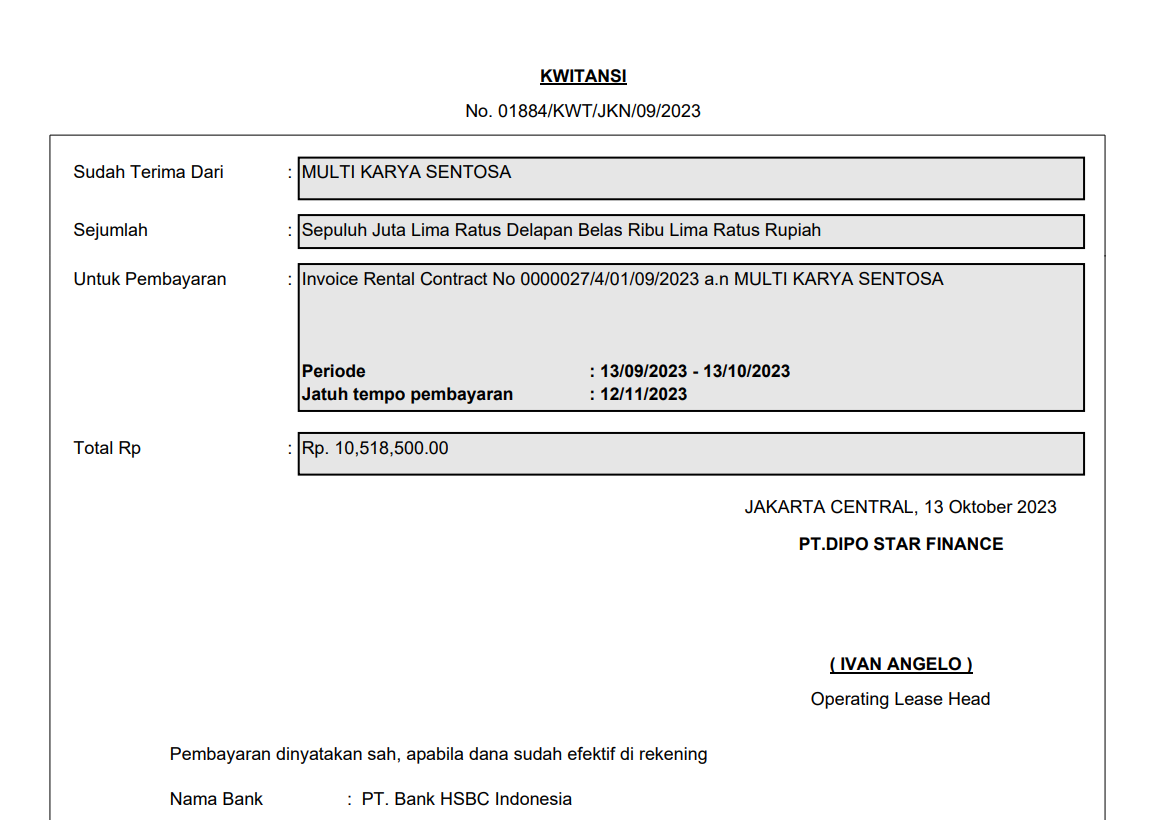 KWITANSI
No. 01884/KWT/JKN/09/2023
Sudah Terima Dari : MULTI KARYA SENTOSA
Sejumlah : Sepuluh Juta Lima Ratus Delapan Belas Ribu Lima Ratus Rupiah
Untuk Pembayaran : Invoice Rental Contract No 0000027/4/01/09/2023 a.n MULTI KARYA SENTOSA
Periode : 13/09/2023 - 13/10/2023
Jatuh tempo pembayaran : 12/11/2023
Total Rp : Rp. 10,518,500.00
JAKARTA CENTRAL, 13 Oktober 2023
PT.DIPO STAR FINANCE
( IVAN ANGELO )
Operating Lease Head
Pembayaran dinyatakan sah, apabila dana sudah efektif di rekening
Nama Bank : PT. Bank HSBC Indonesia